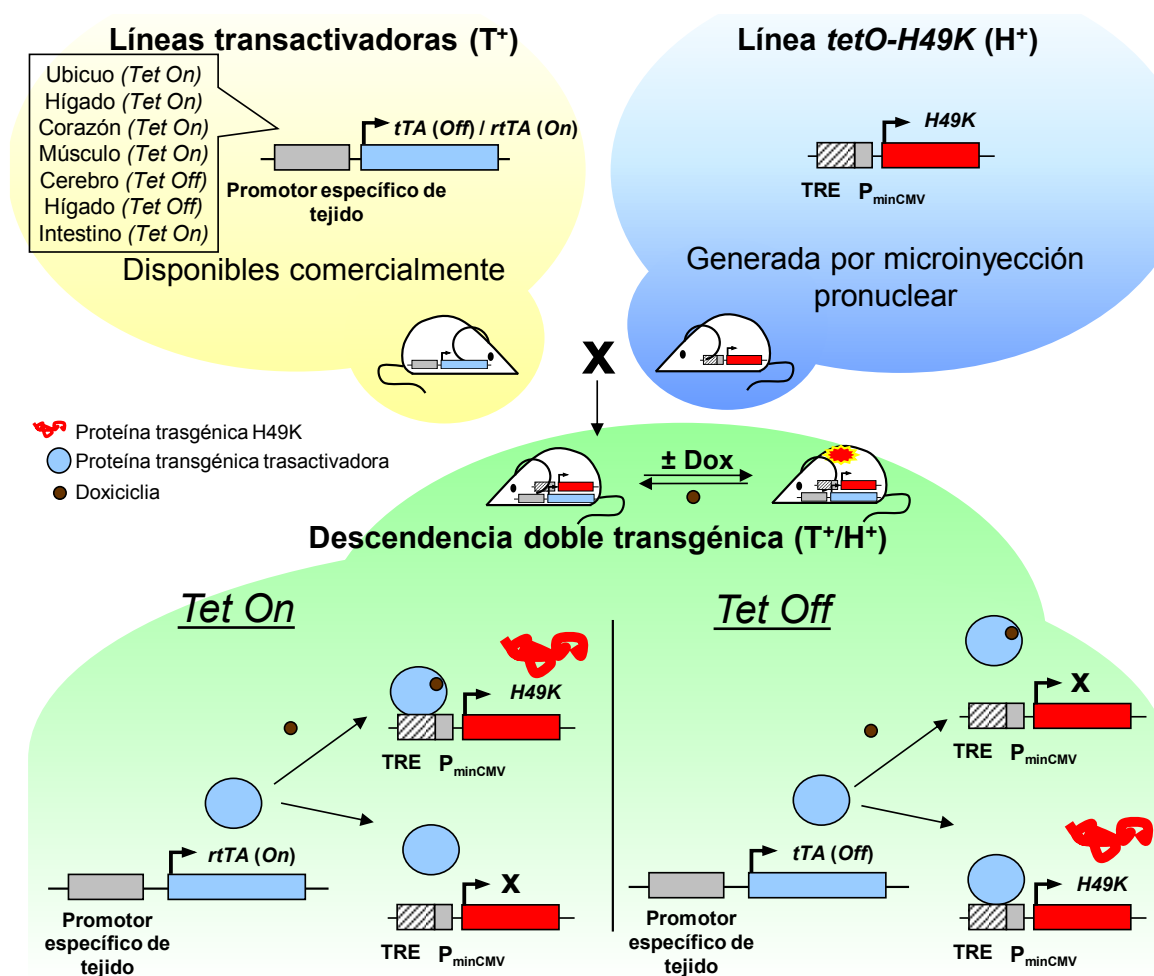 Líneas transactivadoras (T+)
Ubicuo (Tet On)
Hígado (Tet On)
Corazón (Tet On)
Músculo (Tet On)
Cerebro (Tet Off)
Hígado (Tet Off)
Intestino (Tet On)
tTA (Off) / rtTA (On)
Promotor específico de
tejido
Disponibles comercialmente
Línea tetO-H49K (H+)
H49K
TRE PminCMV
Generada por microinyección
pronuclear
X
Proteína trasgénica H49K
Proteína transgénica trasactivadora
Doxiciclia
± Dox
Descendencia doble transgénica (T+/H+)
Tet On
H49K
TRE PminCMV
rtTA (On)
Promotor
específico de
tejido
X
TRE PminCMV
Tet Off
X
TRE PminCMV
tTA (Off)
Promotor
específico de
tejido
H49K
TRE PminCMV